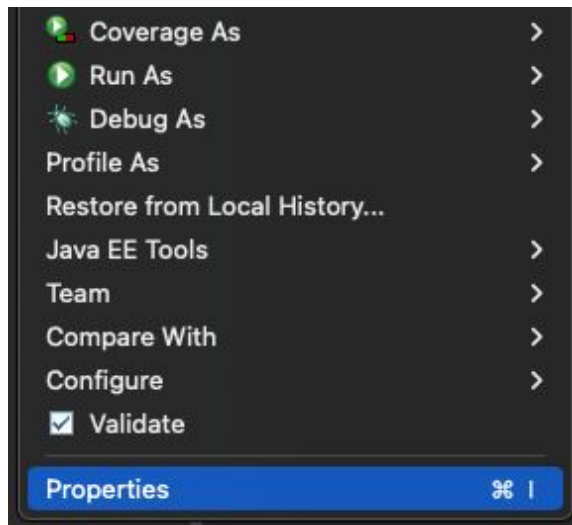 Coverage As
Run As
Debug As
Profile As
Restore from Local History...
Java EE Tools
Team
Compare With
Configure
Validate
Properties ⌘ I